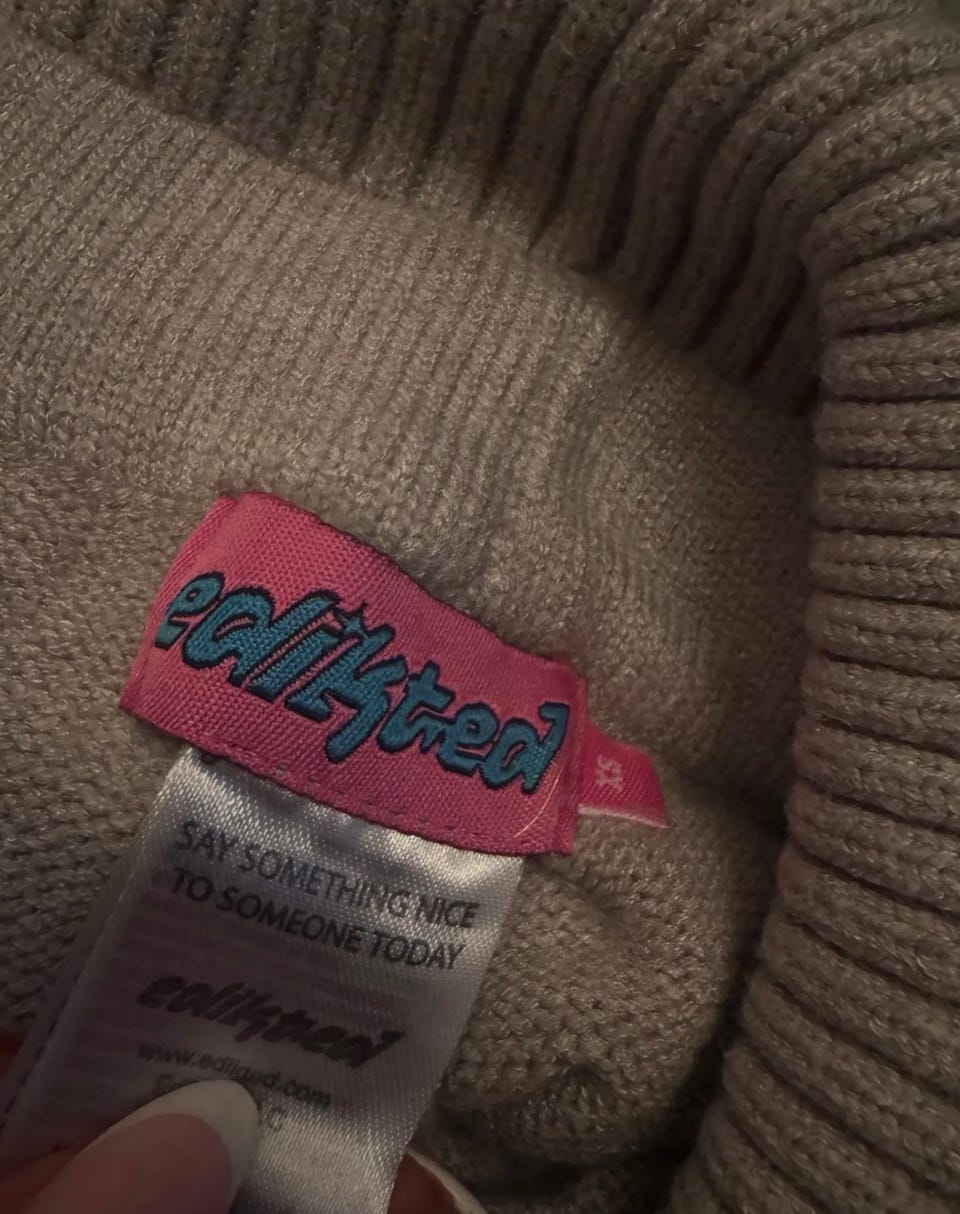 edikted
XS
SAY SOMETHING NICE
TO SOMEONE TODAY
edikted
www.edikted.com